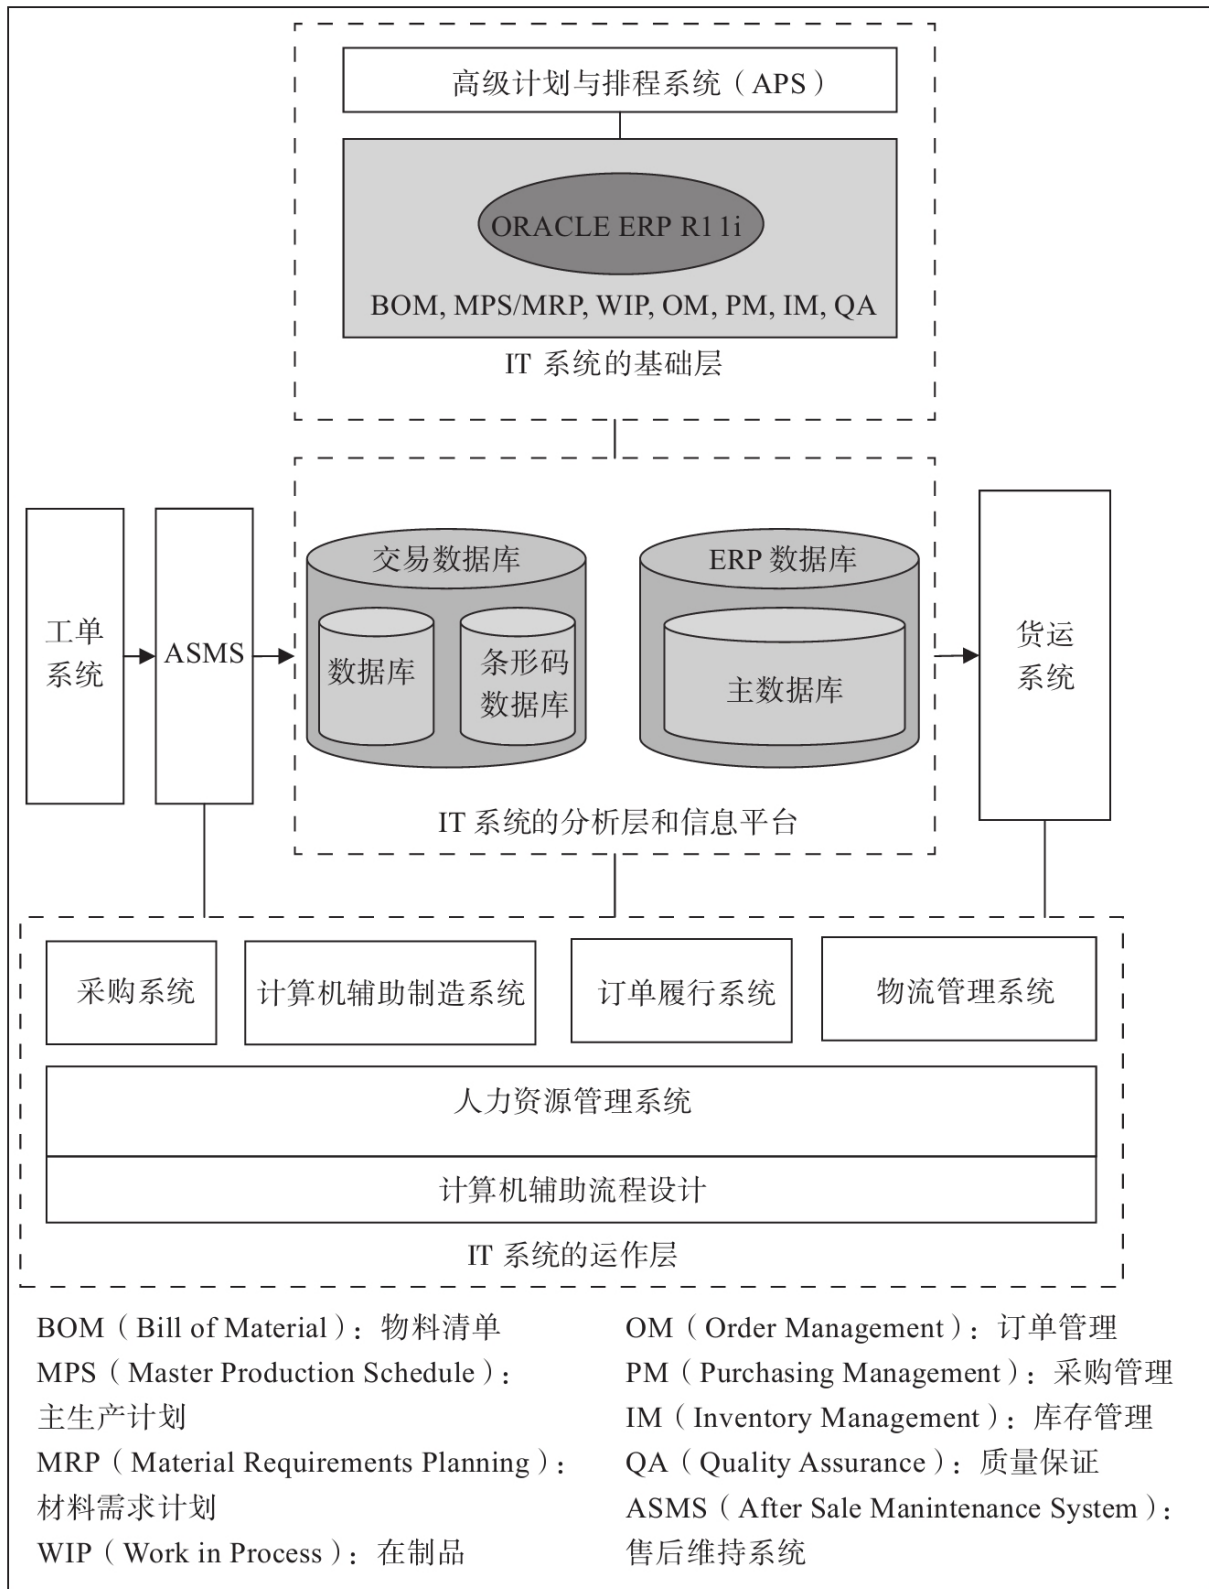 高级计划与排程系统（APS）
ORACLE ERP R11i
BOM, MPS/MRP, WIP, OM, PM, IM, QA
IT 系统的基础层
工单
系统
ASMS
交易数据库
数据库
条形码
数据库
ERP 数据库
主数据库
货运
系统
IT 系统的分析层和信息平台
采购系统
计算机辅助制造系统
订单履行系统
物流管理系统
人力资源管理系统
计算机辅助流程设计
IT 系统的运作层
BOM（Bill of Material）：物料清单
MPS（Master Production Schedule）：
主生产计划
MRP（Material Requirements Planning）：
材料需求计划
WIP（Work in Process）：在制品
OM（Order Management）：订单管理
PM（Purchasing Management）：采购管理
IM（Inventory Management）：库存管理
QA（Quality Assurance）：质量保证
ASMS（After Sale Manintenance System）：
售后维持系统